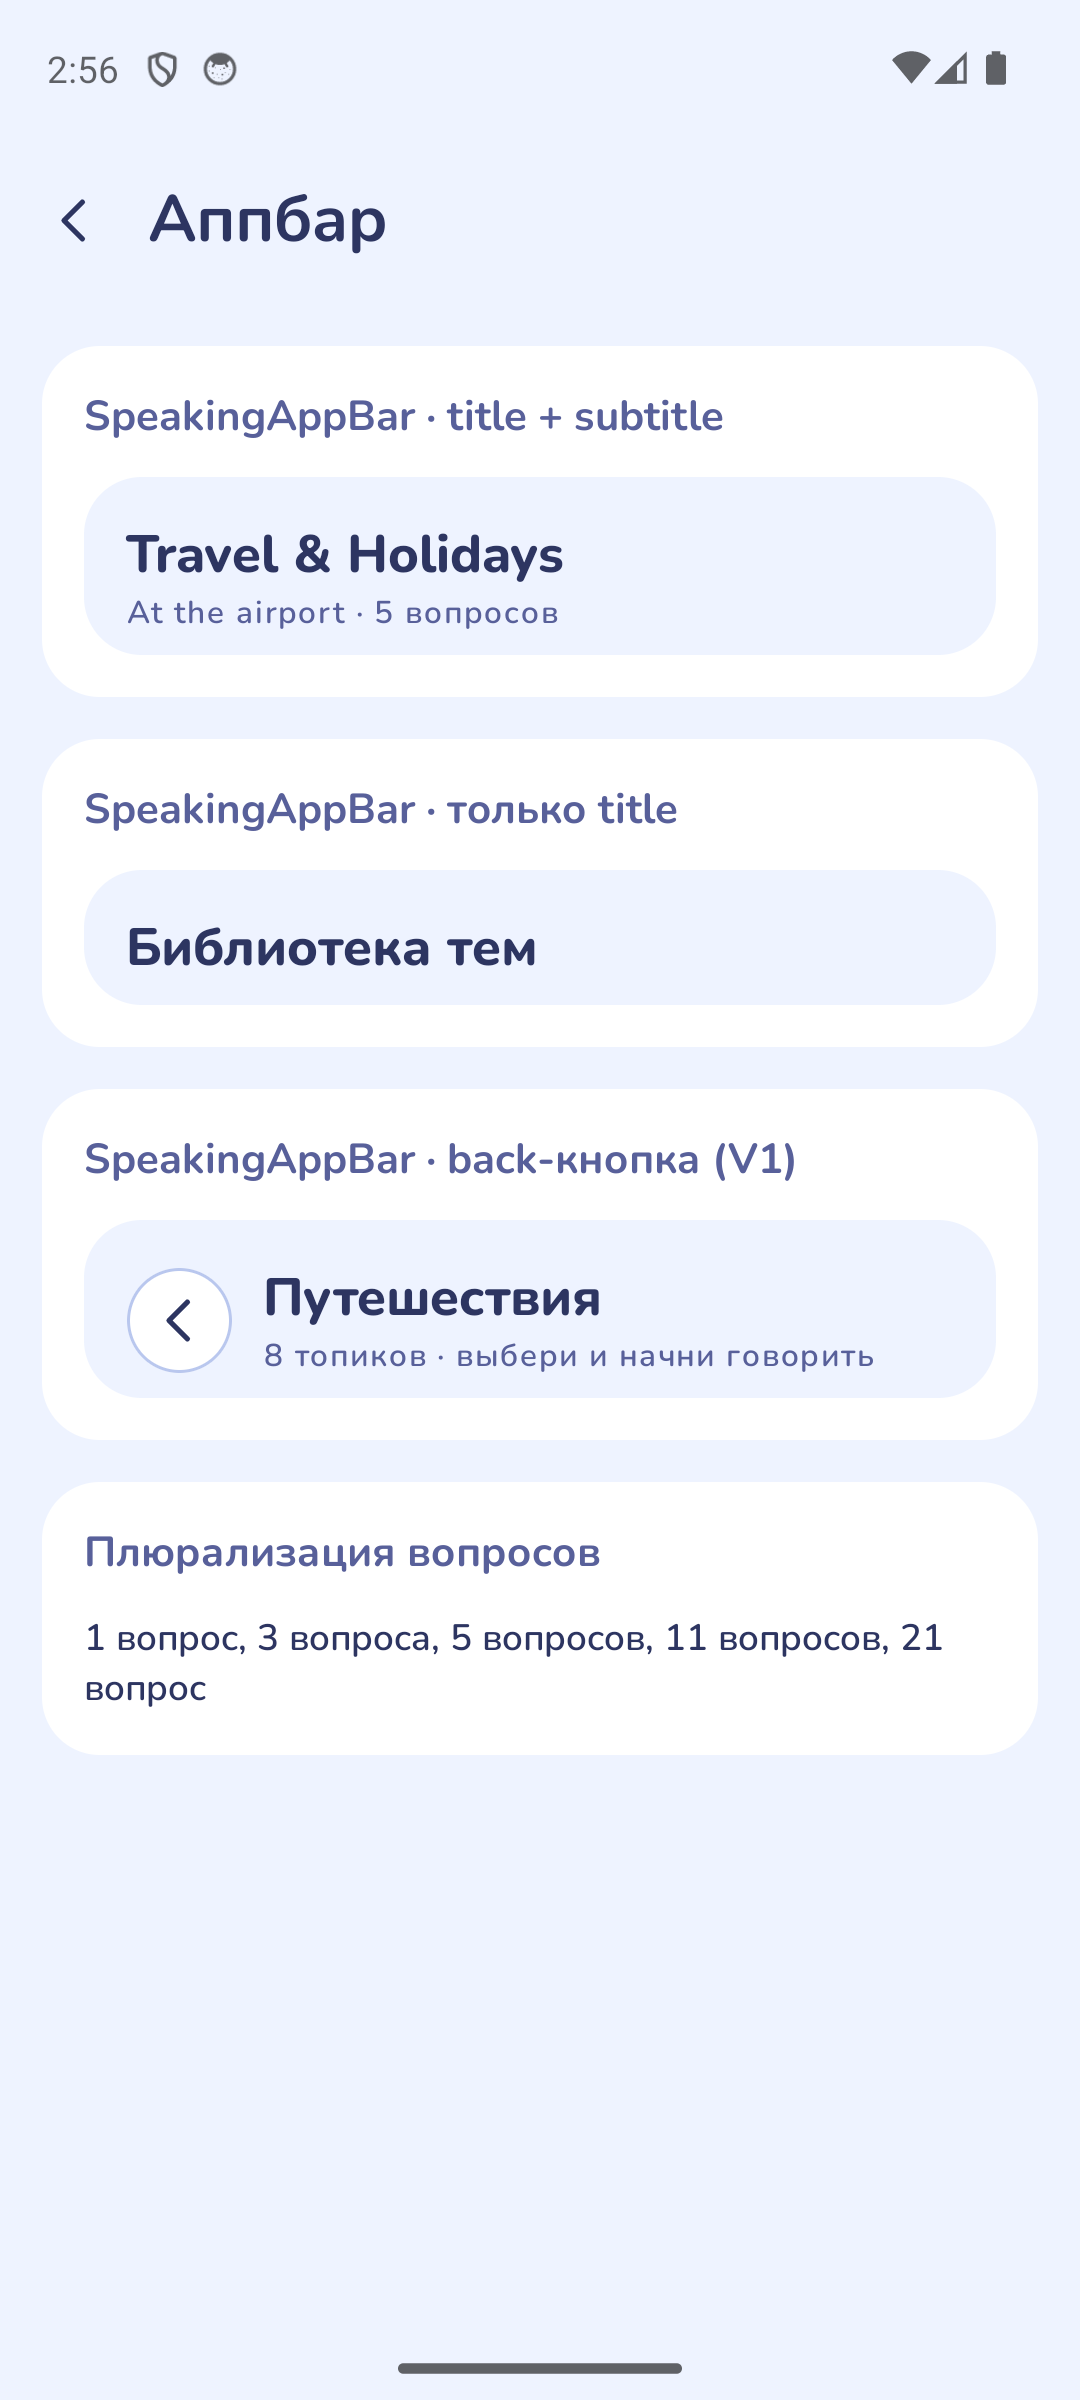 2:56
Аппбар
SpeakingAppBar · title + subtitle
Travel & Holidays
At the airport · 5 вопросов
SpeakingAppBar · только title
Библиотека тем
SpeakingAppBar · back-кнопка (V1)
Путешествия
8 топиков · выбери и начни говорить
Плюрализация вопросов
1 вопрос, 3 вопроса, 5 вопросов, 11 вопросов, 21
вопрос